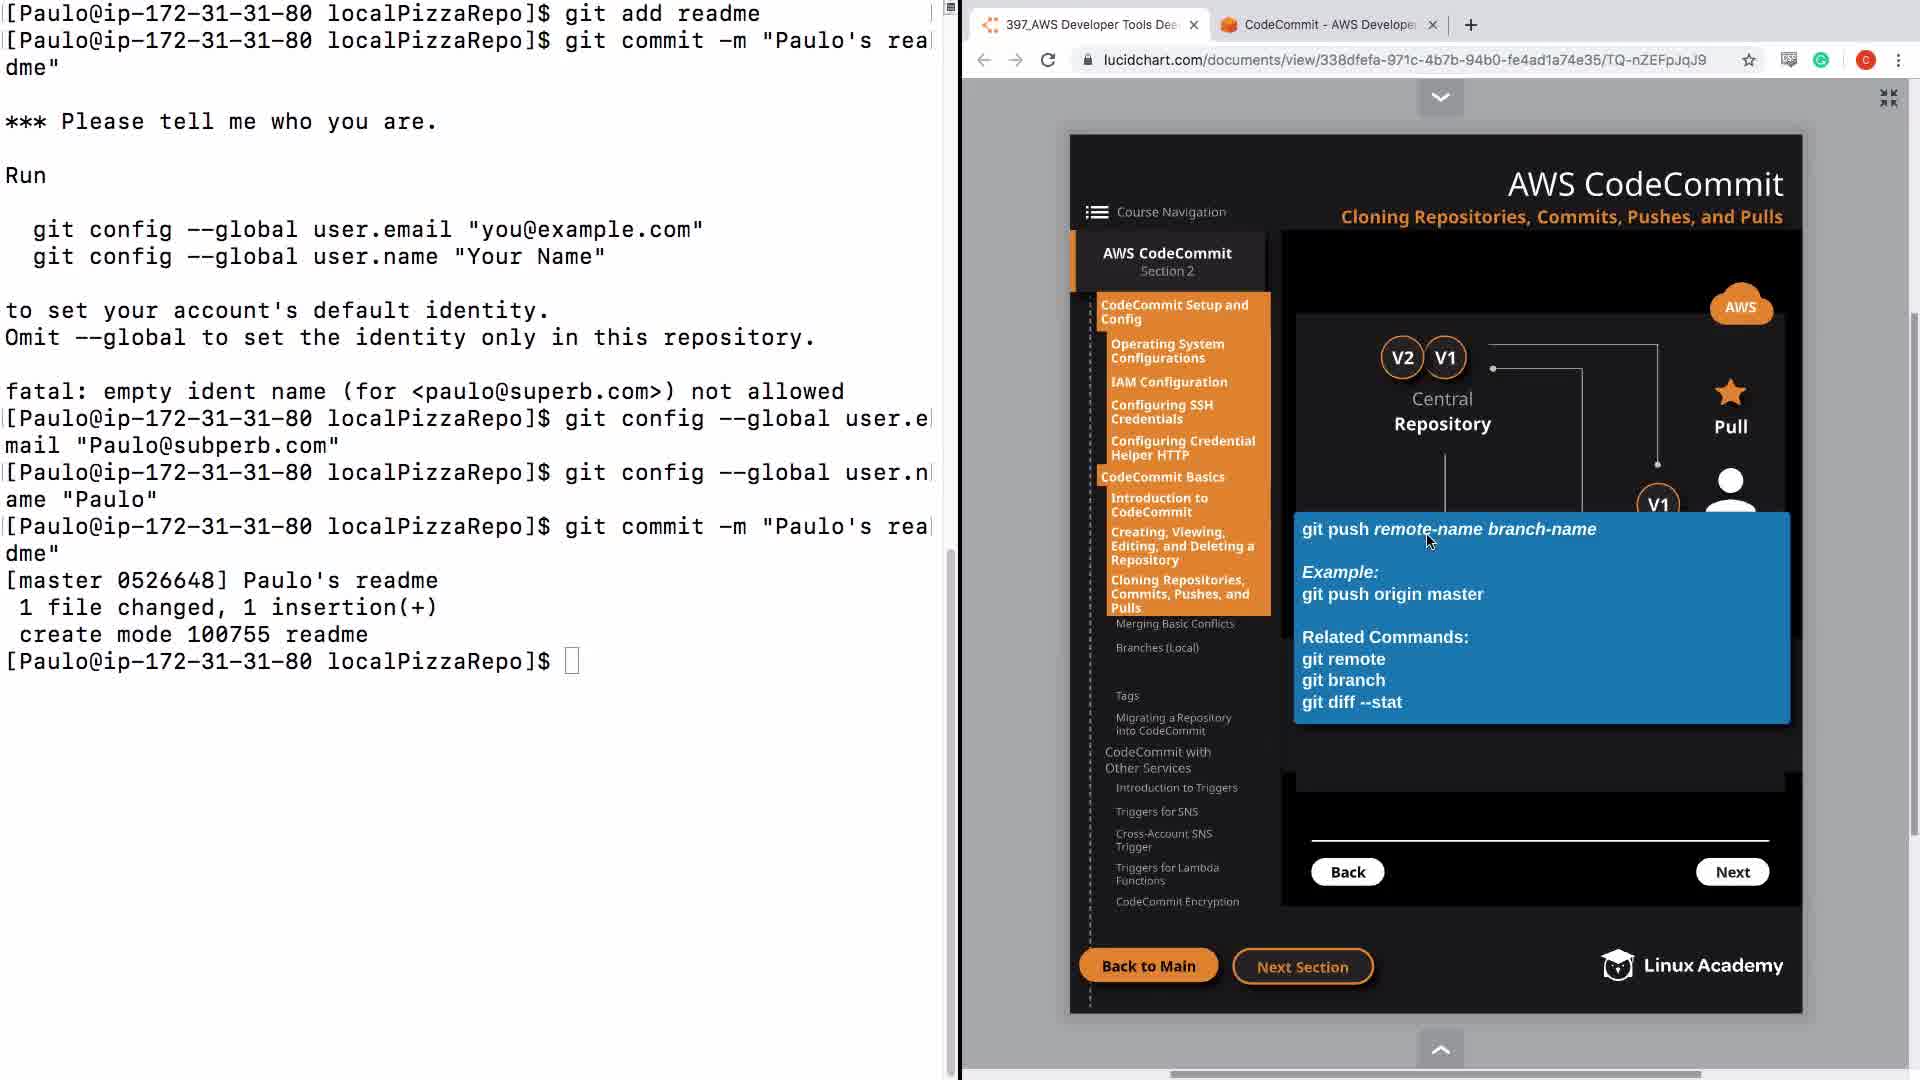 [Paulo@ip-172-31-31-80 localPizzaRepo]$ git add readme
[Paulo@ip-172-31-31-80 localPizzaRepo]$ git commit -m "Paulo's rea
dme"
*** Please tell me who you are.
Run
git config --global user.email "you@example.com"
git config --global user.name "Your Name"
to set your account's default identity.
Omit --global to set the identity only in this repository.
fatal: empty ident name (for <paulo@superb.com>) not allowed
[Paulo@ip-172-31-31-80 localPizzaRepo]$ git config --global user.e
mail "Paulo@subperb.com"
[Paulo@ip-172-31-31-80 localPizzaRepo]$ git config --global user.n
ame "Paulo"
[Paulo@ip-172-31-31-80 localPizzaRepo]$ git commit -m "Paulo's rea
dme"
[master 0526648] Paulo's readme
1 file changed, 1 insertion(+)
create mode 100755 readme
[Paulo@ip-172-31-31-80 localPizzaRepo]$
397_AWS Developer Tools Dee
CodeCommit - AWS Developer
lucidchart.com/documents/view/338dfefa-971c-4b7b-94b0-fe4ad1a74e35/TQ-nZEFpJqJ9
C
AWS CodeCommit
Cloning Repositories, Commits, Pushes, and Pulls
Course Navigation
AWS CodeCommit
Section 2
CodeCommit Setup and
Config
Operating System
Configurations
IAM Configuration
Configuring SSH
Credentials
Configuring Credential
Helper HTTP
CodeCommit Basics
Introduction to
CodeCommit
Creating, Viewing,
Editing, and Deleting a
Repository
Cloning Repositories,
Commits, Pushes, and
Pulls
Merging Basic Conflicts
Branches (Local)
Tags
Migrating a Repository
into CodeCommit
CodeCommit with
Other Services
Introduction to Triggers
Triggers for SNS
Cross-Account SNS
Trigger
Triggers for Lambda
Functions
CodeCommit Encryption
AWS
V2 V1
Central
Repository
Pull
V1
git push remote-name branch-name
Example:
git push origin master
Related Commands:
git remote
git branch
git diff --stat
Back
Next
Back to Main
Next Section
Linux Academy